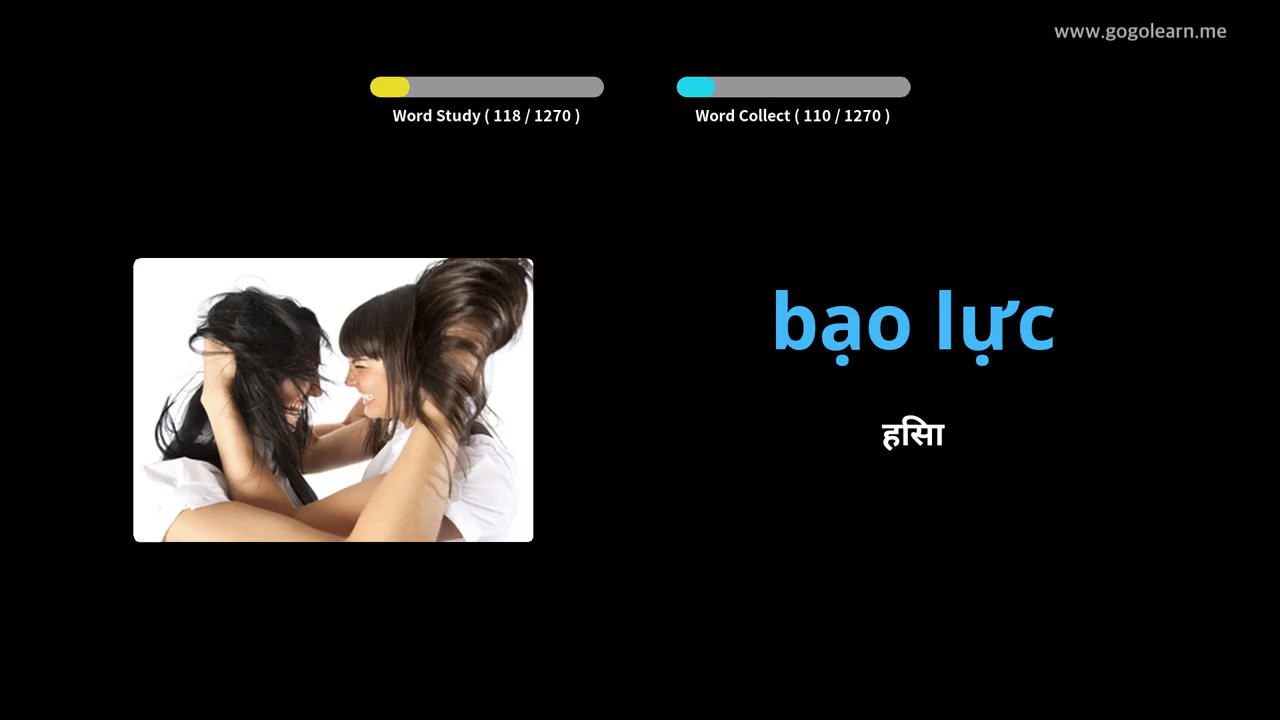 www.gogolearn.me
Word Study ( 118 / 1270 )
Word Collect ( 110 / 1270 )
bạo lực
हसिा